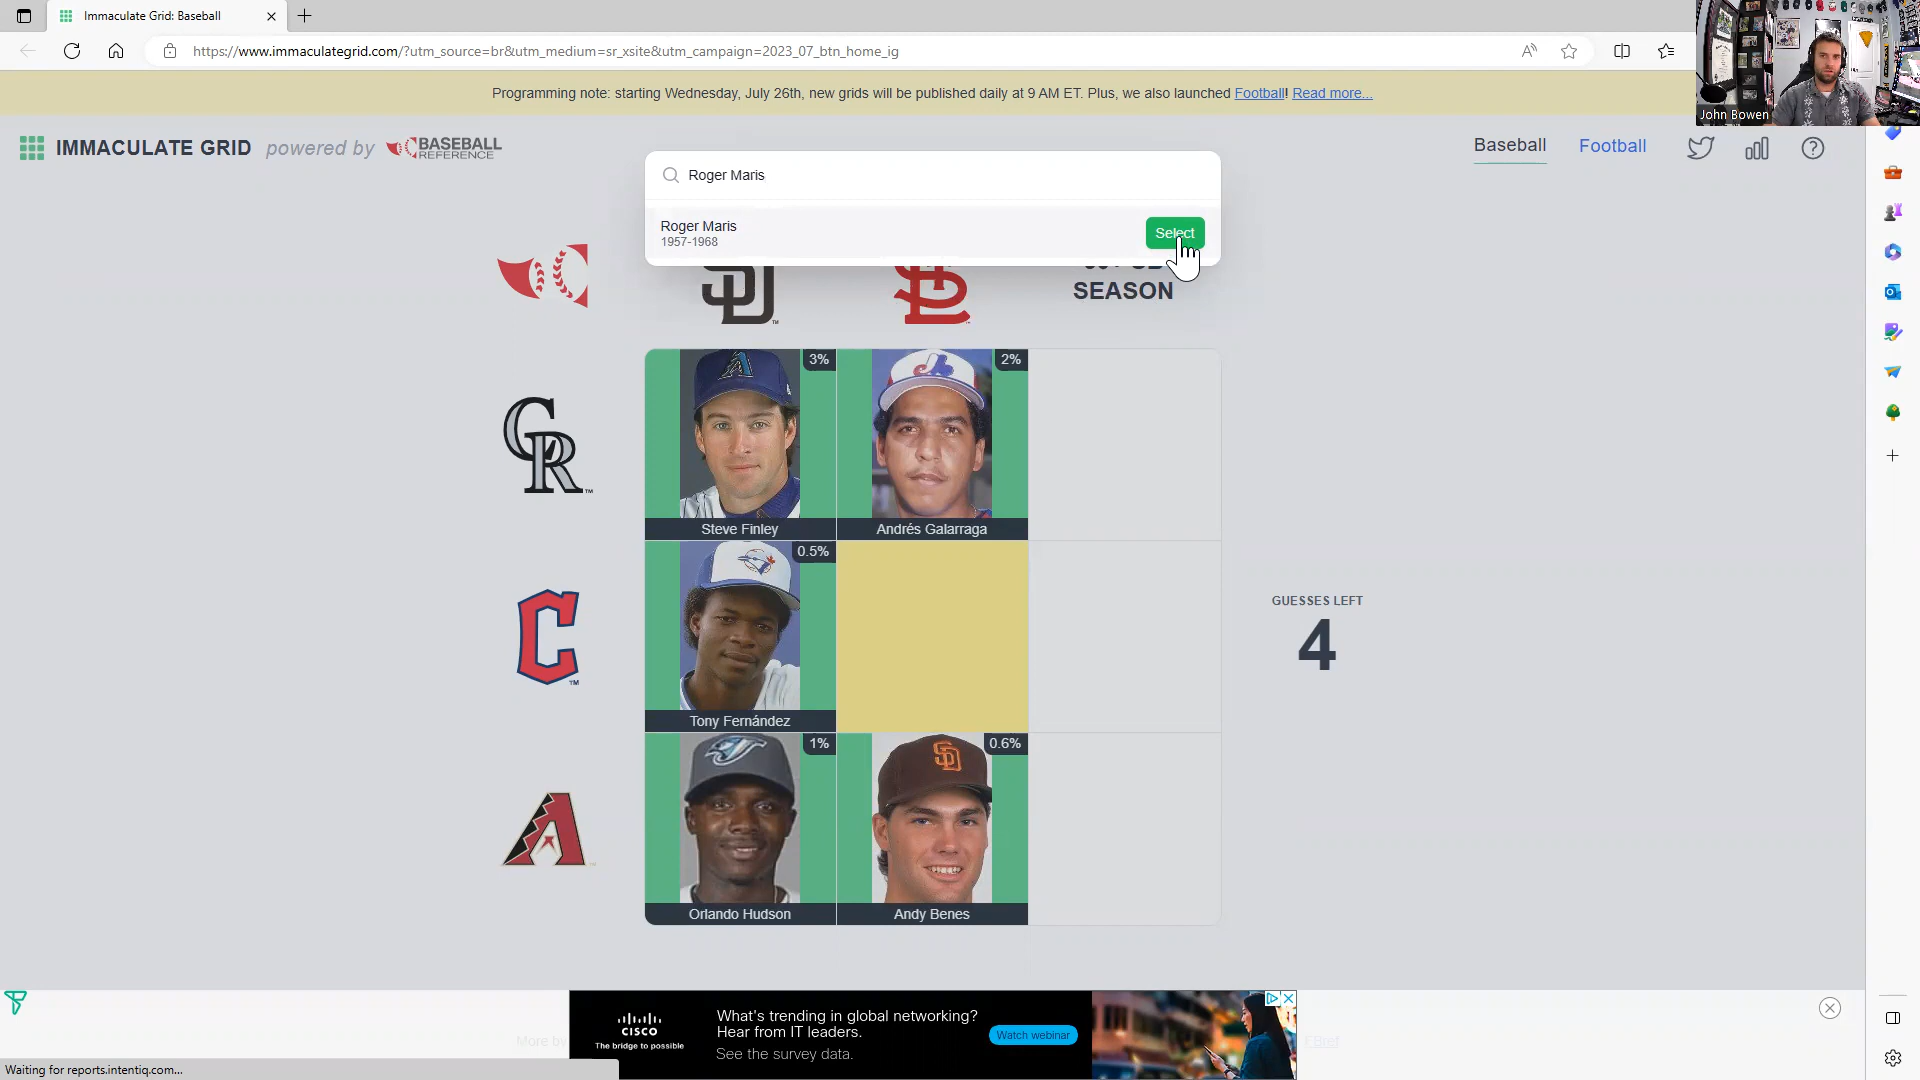 Immaculate Grid: Baseball
https://www.immaculategrid.com/?utm_source=br&utm_medium=sr_xsite&utm_campaign=2023_07_btn_home_ig
John Bowen
Programming note: starting Wednesday, July 26th, new grids will be published daily at 9 AM ET. Plus, we also launched Football! Read more...
IMMACULATE GRID powered by BASEBALL REFERENCE
Baseball
Football
Roger Maris
Roger Maris
1957-1968
Select
SEASON
3%
2%
Steve Finley
Andrés Galarraga
0.5%
Tony Fernández
GUESSES LEFT
4
1%
0.6%
Orlando Hudson
Andy Benes
CISCO
The bridge to possible
What's trending in global networking?
Hear from IT leaders.
See the survey data.
Watch webinar
More by
FBref
Waiting for reports.intentiq.com...